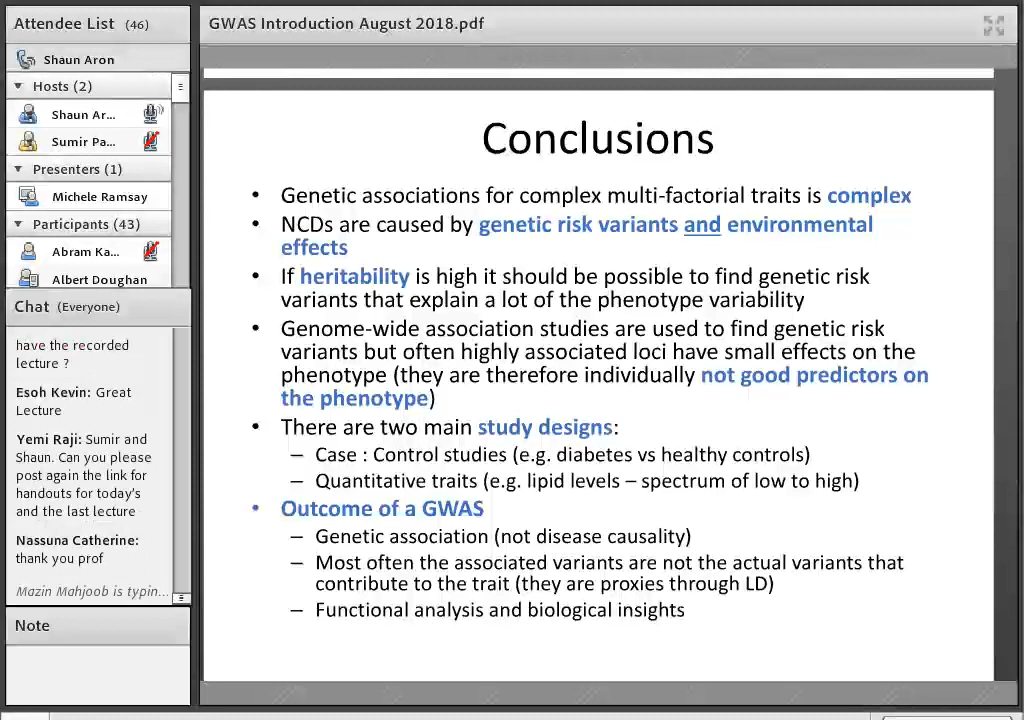 Attendee List (46)
Shaun Aron
Hosts (2)
Shaun Ar...
Sumir Pa...
Presenters (1)
Michele Ramsay
Participants (43)
Abram Ka...
Albert Doughan
Chat (Everyone)
have the recorded
lecture ?
Esoh Kevin: Great
Lecture
Yemi Raji: Sumir and
Shaun. Can you please
post again the link for
handouts for today's
and the last lecture
Nassuna Catherine:
thank you prof
Mazin Mahjoob is typin...
Note
GWAS Introduction August 2018.pdf
Conclusions
• Genetic associations for complex multi-factorial traits is complex
• NCDs are caused by genetic risk variants and environmental
effects
• If heritability is high it should be possible to find genetic risk
variants that explain a lot of the phenotype variability
• Genome-wide association studies are used to find genetic risk
variants but often highly associated loci have small effects on the
phenotype (they are therefore individually not good predictors on
the phenotype)
• There are two main study designs:
– Case : Control studies (e.g. diabetes vs healthy controls)
– Quantitative traits (e.g. lipid levels – spectrum of low to high)
• Outcome of a GWAS
– Genetic association (not disease causality)
– Most often the associated variants are not the actual variants that
contribute to the trait (they are proxies through LD)
– Functional analysis and biological insights